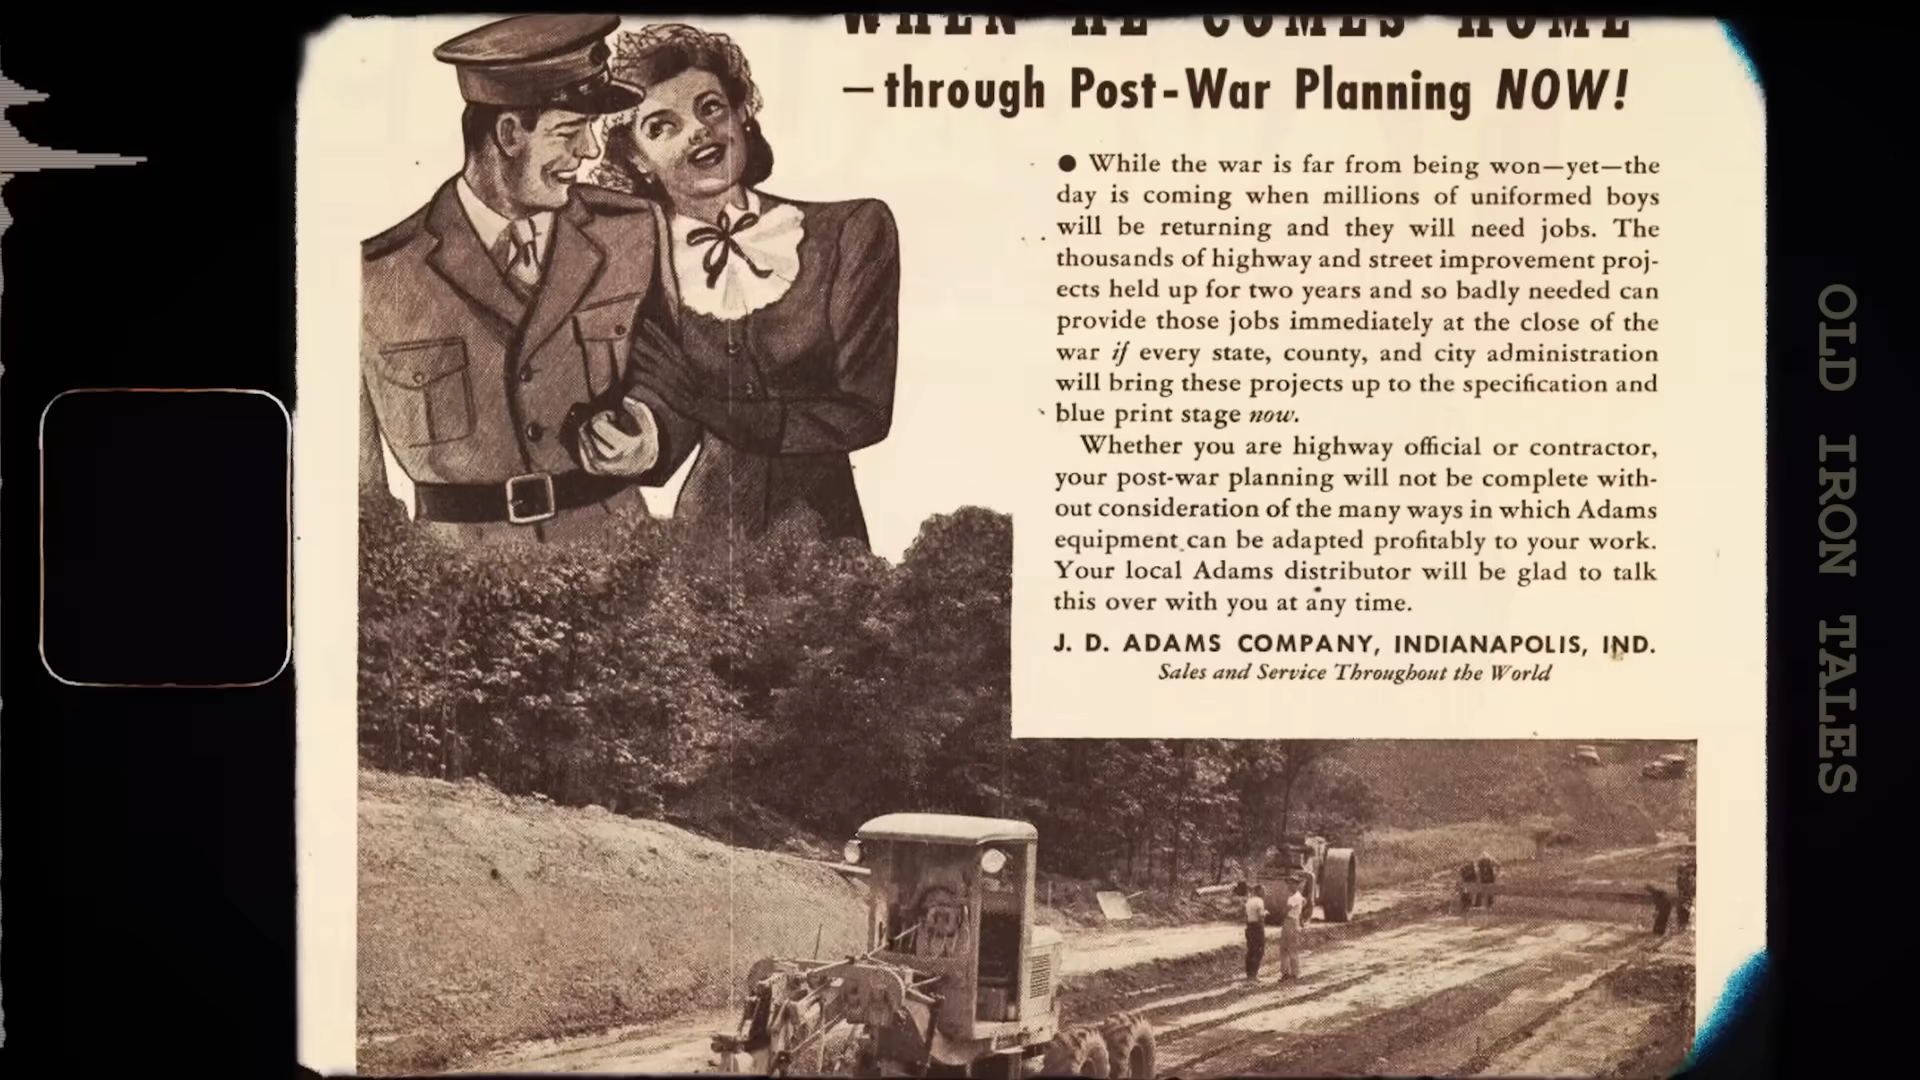 WHEN HE COMES HOME
—through Post-War Planning NOW!
● While the war is far from being won—yet—the
day is coming when millions of uniformed boys
will be returning and they will need jobs. The
thousands of highway and street improvement proj-
ects held up for two years and so badly needed can
provide those jobs immediately at the close of the
war if every state, county, and city administration
will bring these projects up to the specification and
blue print stage now.
Whether you are highway official or contractor,
your post-war planning will not be complete with-
out consideration of the many ways in which Adams
equipment can be adapted profitably to your work.
Your local Adams distributor will be glad to talk
this over with you at any time.
J. D. ADAMS COMPANY, INDIANAPOLIS, IND.
Sales and Service Throughout the World
OLD IRON TALES